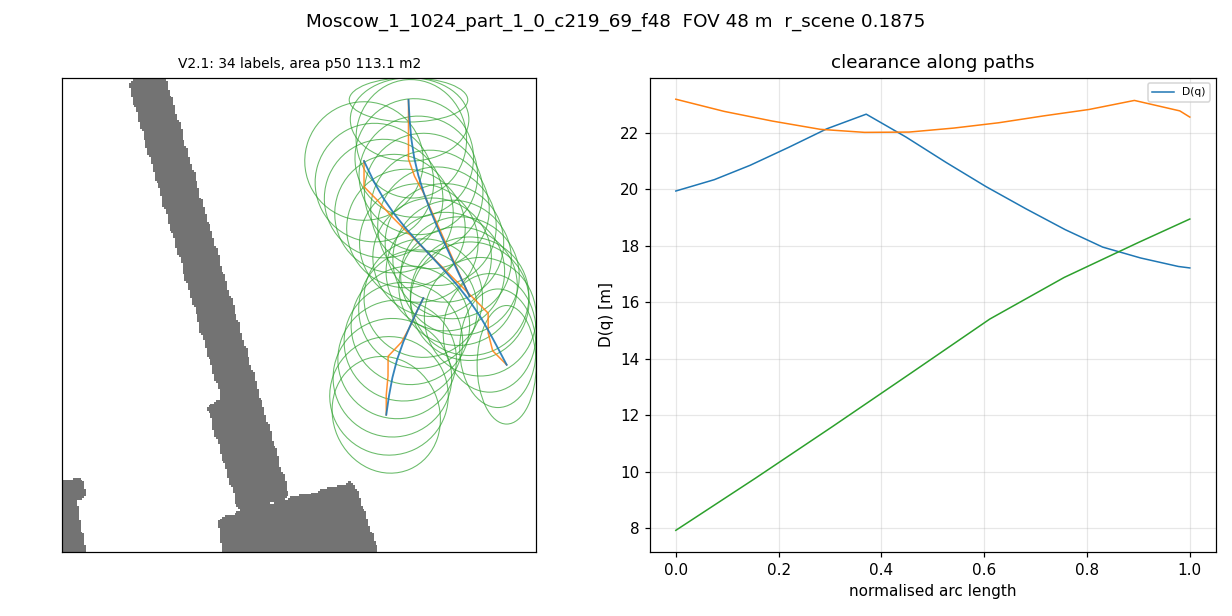 Moscow_1_1024_part_1_0_c219_69_f48  FOV 48 m  r_scene 0.1875
V2.1: 34 labels, area p50 113.1 m2
clearance along paths
D(q)
D(q) [m]
22
20
18
16
14
12
10
8
0.0 0.2 0.4 0.6 0.8 1.0
normalised arc length